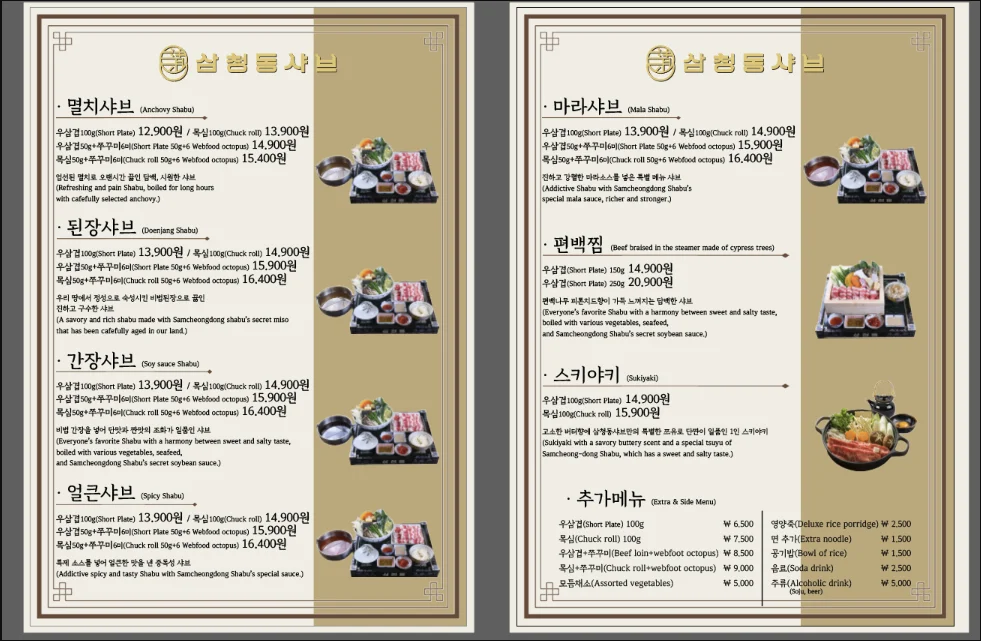 삼청동샤브
· 멸치샤브 (Anchovy Shabu)
우삼겹100g(Short Plate) 12,900원 / 목심100g(Chuck roll) 13,900원
우삼겹50g+쭈꾸미6미(Short Plate 50g+6 Webfood octopus) 14,900원
목심50g+쭈꾸미6미(Chuck roll 50g+6 Webfood octopus) 15,400원
엄선된 멸치로 오랜시간 끓인 담백, 시원한 샤브
(Refreshing and pain Shabu, boiled for long hours
with cafefully selected anchovy.)
· 된장샤브 (Doenjang Shabu)
우삼겹100g(Short Plate) 13,900원 / 목심100g(Chuck roll) 14,900원
우삼겹50g+쭈꾸미6미(Short Plate 50g+6 Webfood octopus) 15,900원
목심50g+쭈꾸미6미(Chuck roll 50g+6 Webfood octopus) 16,400원
우리 땅에서 정성으로 숙성시킨 비법된장으로 끓인
진하고 구수한 샤브
(A savory and rich shabu made with Samcheongdong shabu's secret miso
that has been cafefully aged in our land.)
· 간장샤브 (Soy sauce Shabu)
우삼겹100g(Short Plate) 13,900원 / 목심100g(Chuck roll) 14,900원
우삼겹50g+쭈꾸미6미(Short Plate 50g+6 Webfood octopus) 15,900원
목심50g+쭈꾸미6미(Chuck roll 50g+6 Webfood octopus) 16,400원
비법 간장을 넣어 단맛과 짠맛의 조화가 일품인 샤브
(Everyone's favorite Shabu with a harmony between sweet and salty taste,
boiled with various vegetables, seafeed,
and Samcheongdong Shabu's secret soybean sauce.)
· 얼큰샤브 (Spicy Shabu)
우삼겹100g(Short Plate) 13,900원 / 목심100g(Chuck roll) 14,900원
우삼겹50g+쭈꾸미6미(Short Plate 50g+6 Webfood octopus) 15,900원
목심50g+쭈꾸미6미(Chuck roll 50g+6 Webfood octopus) 16,400원
특제 소스를 넣어 얼큰한 맛을 낸 중독성 샤브
(Addictive spicy and tasty Shabu with Samcheongdong Shabu's special sauce.)
삼청동샤브
· 마라샤브 (Mala Shabu)
우삼겹100g(Short Plate) 13,900원 / 목심100g(Chuck roll) 14,900원
우삼겹50g+쭈꾸미6미(Short Plate 50g+6 Webfood octopus) 15,900원
목심50g+쭈꾸미6미(Chuck roll 50g+6 Webfood octopus) 16,400원
진하고 강렬한 마라소스를 넣은 특별 메뉴 샤브
(Addictive Shabu with Samcheongdong Shabu's
special mala sauce, richer and stronger.)
· 편백찜 (Beef braised in the steamer made of cypress trees)
우삼겹(Short Plate) 150g 14,900원
우삼겹(Short Plate) 250g 20,900원
편백나무 피톤치드향이 가득 느껴지는 담백한 샤브
(Everyone's favorite Shabu with a harmony between sweet and salty taste,
boiled with various vegetables, seafeed,
and Samcheongdong Shabu's secret soybean sauce.)
· 스키야키 (Sukiyaki)
우삼겹100g(Short Plate) 14,900원
목심100g(Chuck roll) 15,900원
고소한 버터향에 삼청동샤브만의 특별한 쯔유로 단짠이 일품인 1인 스키야키
(Sukiyaki with a savory buttery scent and a special tsuyu of
Samcheong-dong Shabu, which has a sweet and salty taste.)
· 추가메뉴 (Extra & Side Menu)
우삼겹(Short Plate) 100g ₩ 6,500
목심(Chuck roll) 100g ₩ 7,500
우삼겹+쭈꾸미(Beef loin+webfoot octopus) ₩ 8,500
목심+쭈꾸미(Chuck roll+webfoot octopus) ₩ 9,000
모듬채소(Assorted vegetables) ₩ 5,000
영양죽(Deluxe rice porridge) ₩ 2,500
면 추가(Extra noodle) ₩ 1,500
공기밥(Bowl of rice) ₩ 1,500
음료(Soda drink) ₩ 2,500
주류(Alcoholic drink) ₩ 5,000
(Soju, beer)